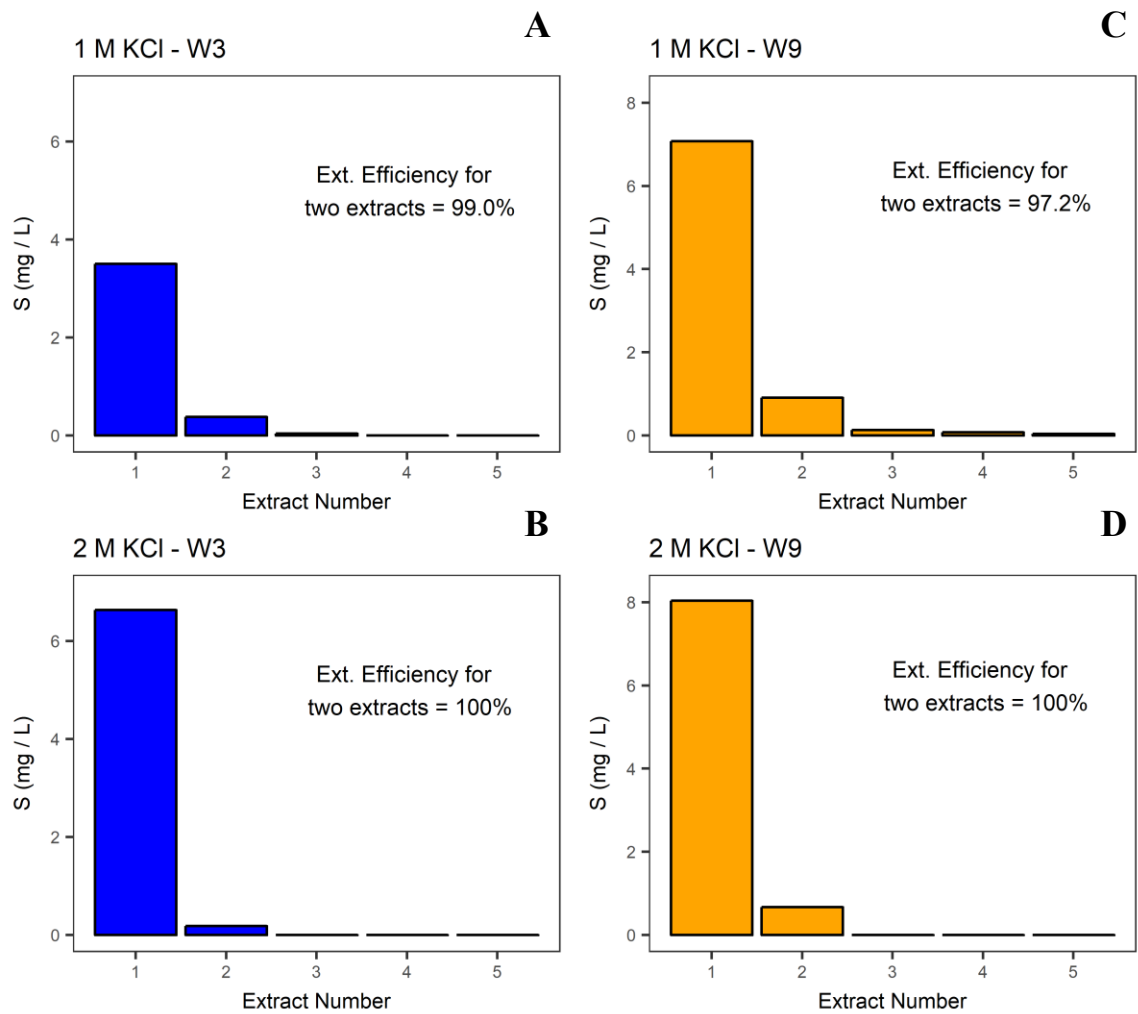 A
1 M KCl - W3
S (mg / L)
6
4
2
0
Ext. Efficiency for
two extracts = 99.0%
1 2 3 4 5
Extract Number
C
1 M KCl - W9
S (mg / L)
8
6
4
2
0
Ext. Efficiency for
two extracts = 97.2%
1 2 3 4 5
Extract Number
B
2 M KCl - W3
S (mg / L)
6
4
2
0
Ext. Efficiency for
two extracts = 100%
1 2 3 4 5
Extract Number
D
2 M KCl - W9
S (mg / L)
8
6
4
2
0
Ext. Efficiency for
two extracts = 100%
1 2 3 4 5
Extract Number